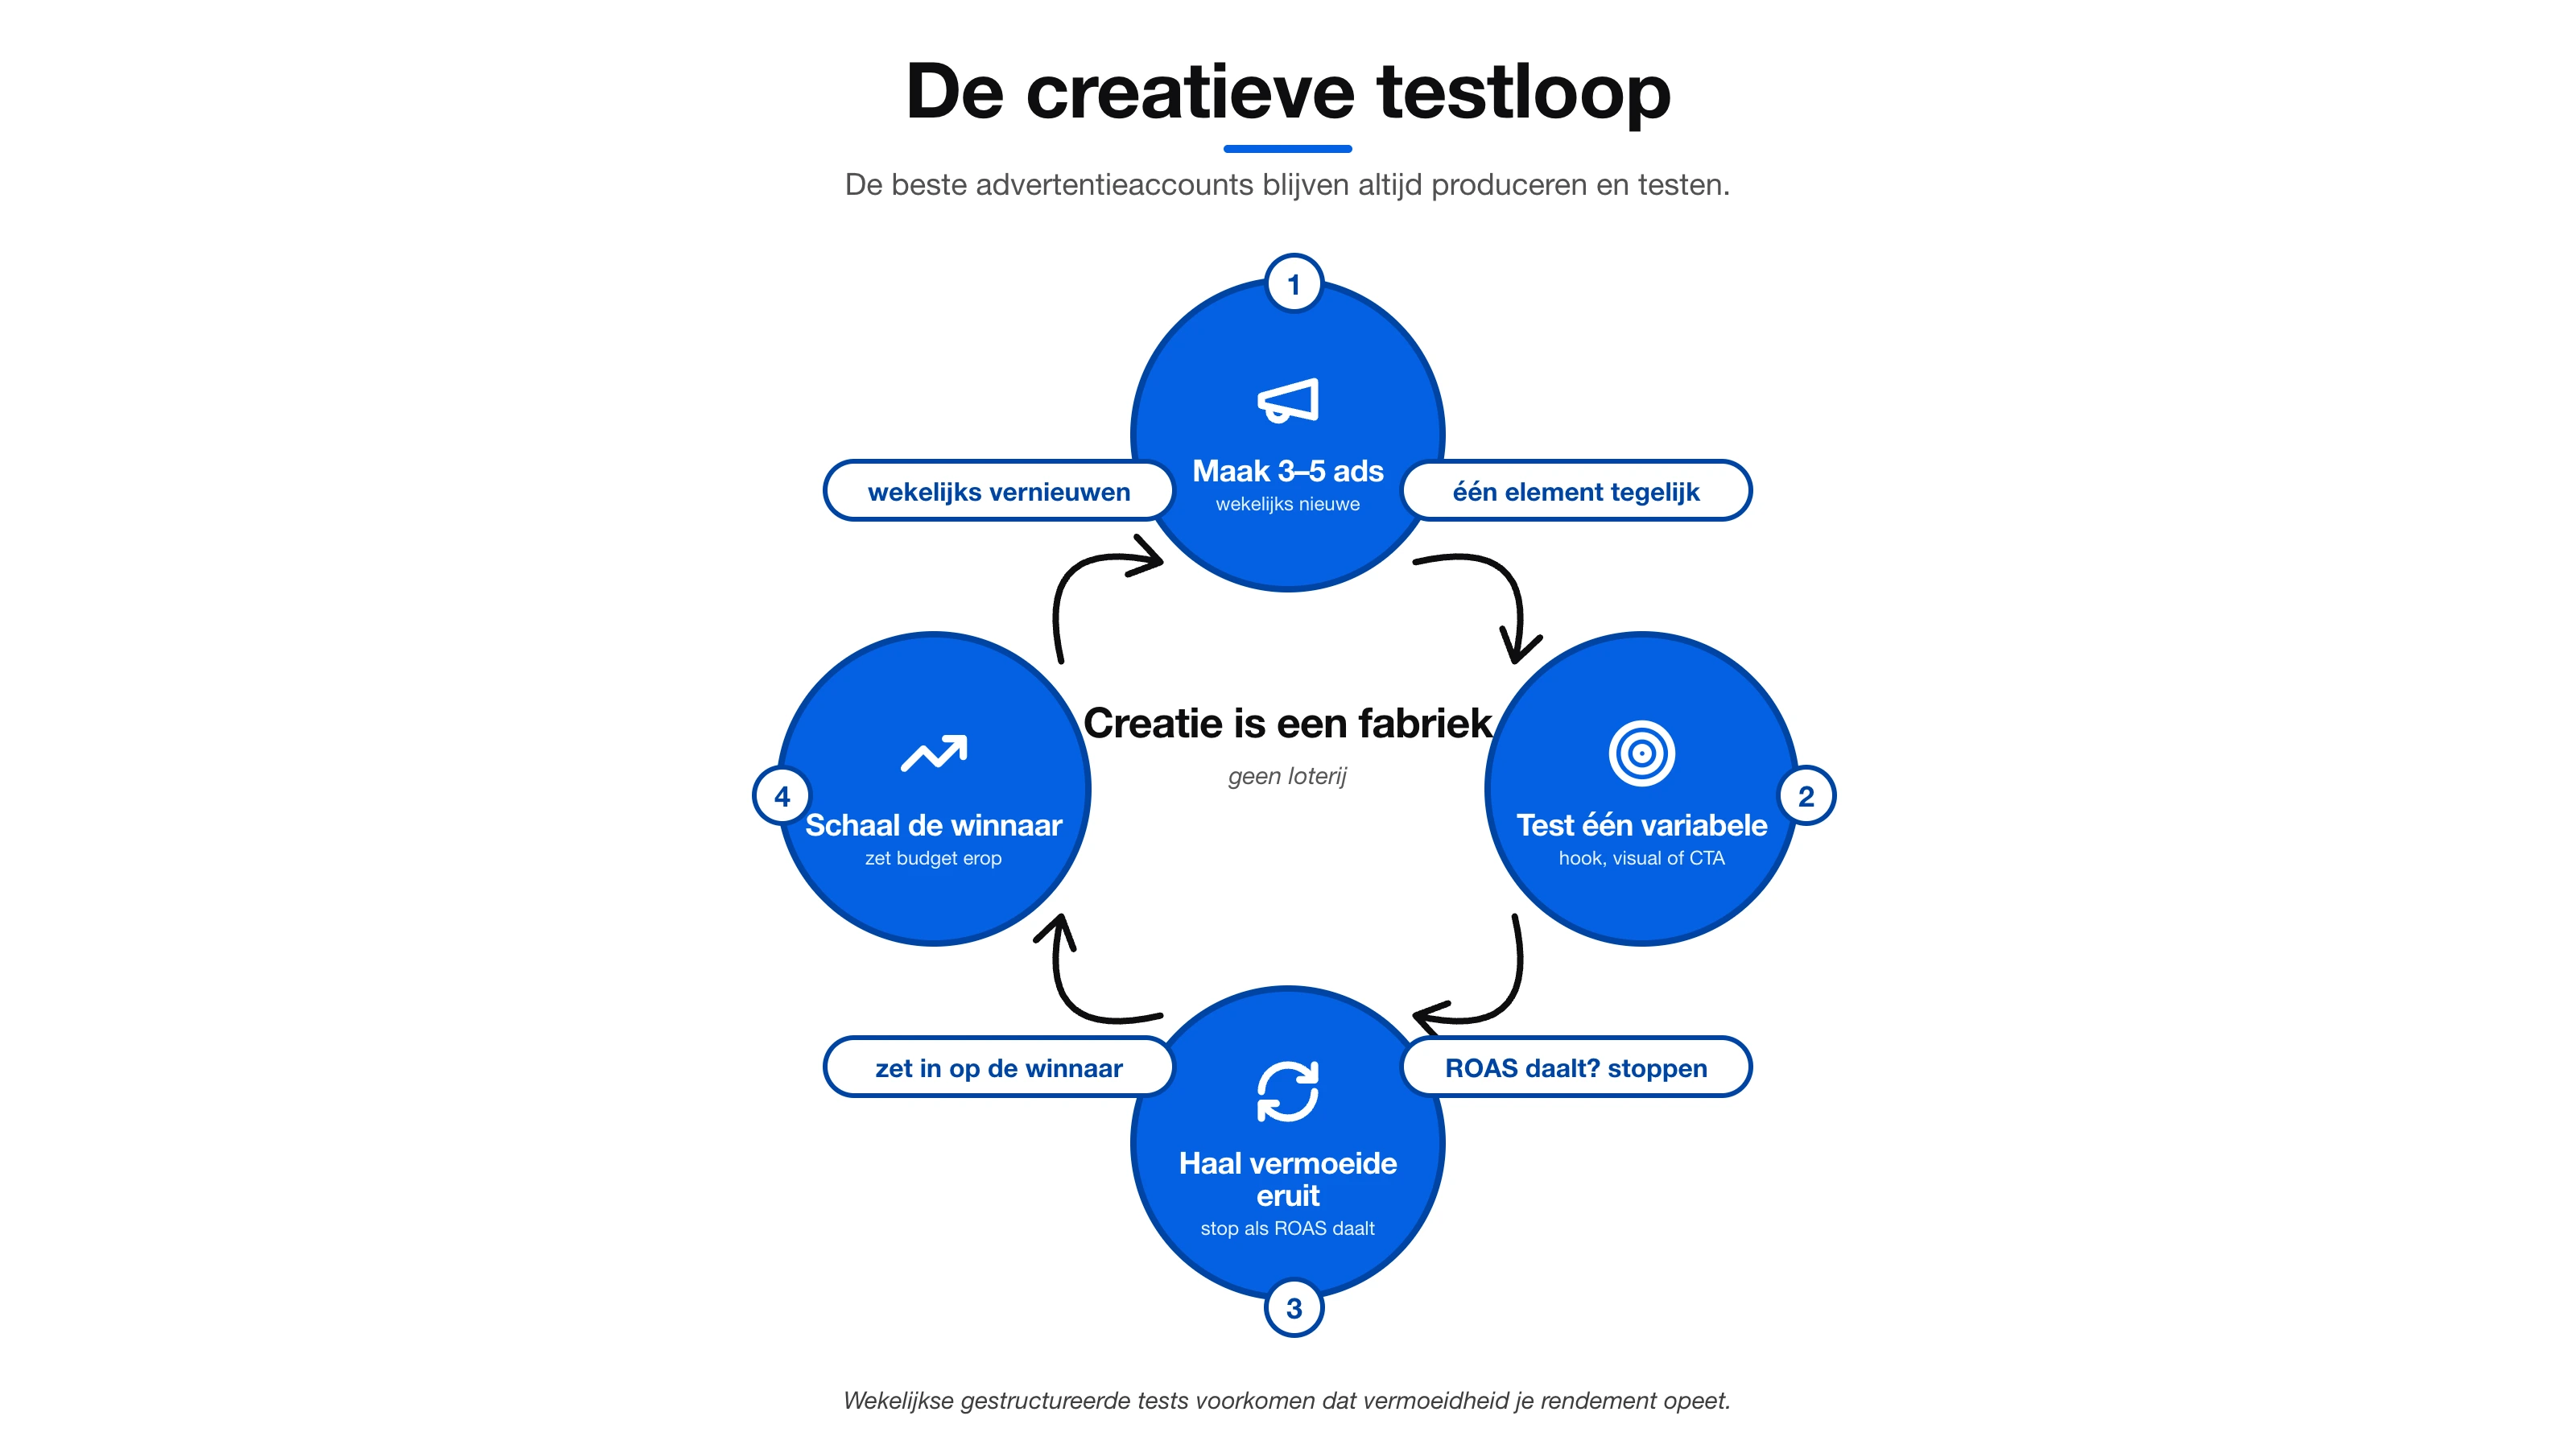 De creatieve testloop
De beste advertentieaccounts blijven altijd produceren en testen.
1
Maak 3–5 ads
wekelijks nieuwe
wekelijks vernieuwen
één element tegelijk
Creatie is een fabriek
geen loterij
4
Schaal de winnaar
zet budget erop
2
Test één variabele
hook, visual of CTA
zet in op de winnaar
ROAS daalt? stoppen
Haal vermoeide
eruit
stop als ROAS daalt
3
Wekelijkse gestructureerde tests voorkomen dat vermoeidheid je rendement opeet.